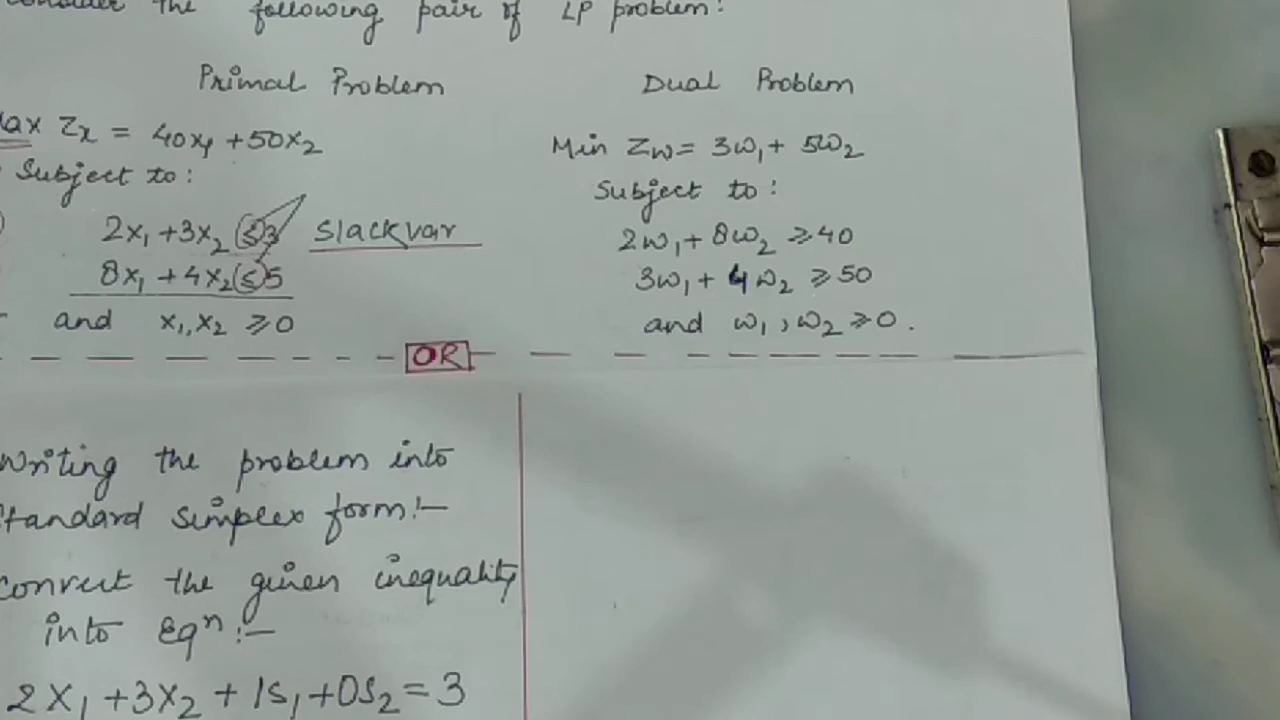 consider the following pair of LP problem:
Primal Problem
Max Zx = 40x1 + 50x2
Subject to:
2x1 + 3x2 ≤ 3 Slack var
8x1 + 4x2 ≤ 5
and x1, x2 ≥ 0
Dual Problem
Min Zw = 3w1 + 5w2
Subject to:
2w1 + 8w2 ≥ 40
3w1 + 4w2 ≥ 50
and w1, w2 ≥ 0.
OR
Writing the problem into
standard simplex form:-
convert the given inequality
into Eqn:-
2x1 + 3x2 + 1s1 + 0s2 = 3